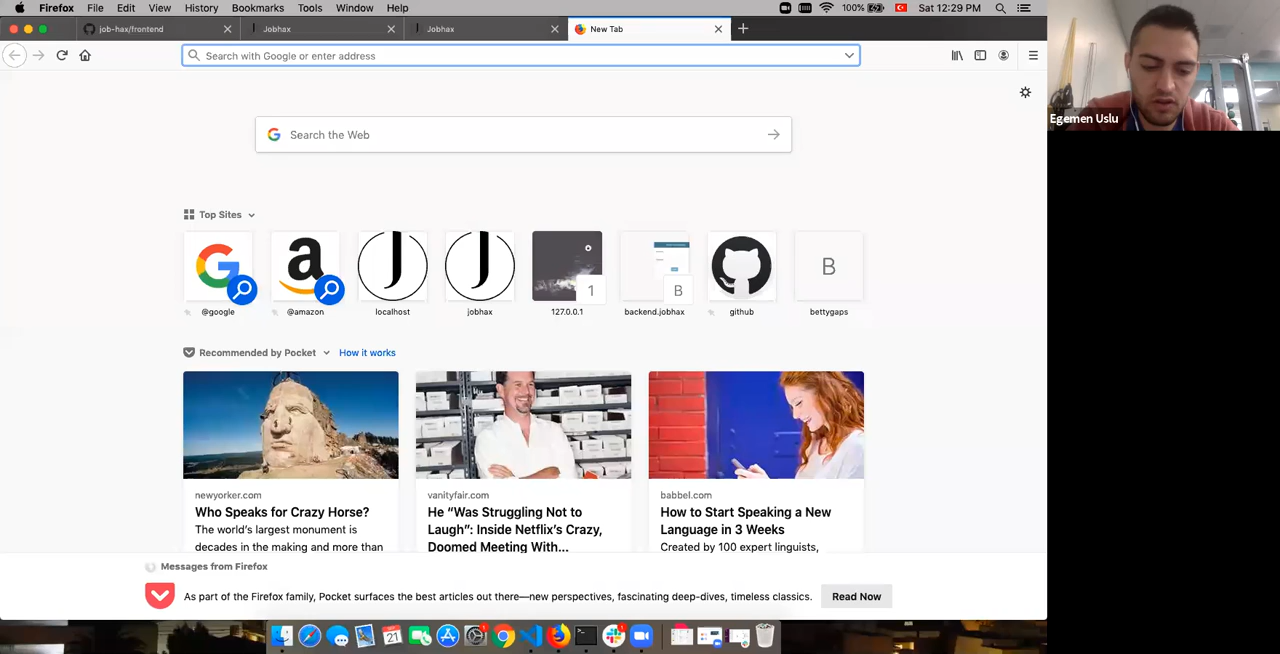 Firefox File Edit View History Bookmarks Tools Window Help 100% Sat 12:29 PM
job-hax/frontend Jobhax Jobhax New Tab
Search with Google or enter address
Egemen Uslu
Search the Web
Top Sites
1 B B
@google @amazon localhost jobhax 127.0.0.1 backend.jobhax github bettygaps
Recommended by Pocket How it works
newyorker.com
Who Speaks for Crazy Horse?
The world's largest monument is
decades in the making and more than
vanityfair.com
He “Was Struggling Not to
Laugh”: Inside Netflix's Crazy,
Doomed Meeting With...
babbel.com
How to Start Speaking a New
Language in 3 Weeks
Created by 100 expert linguists,
Messages from Firefox
As part of the Firefox family, Pocket surfaces the best articles out there—new perspectives, fascinating deep-dives, timeless classics. Read Now
21